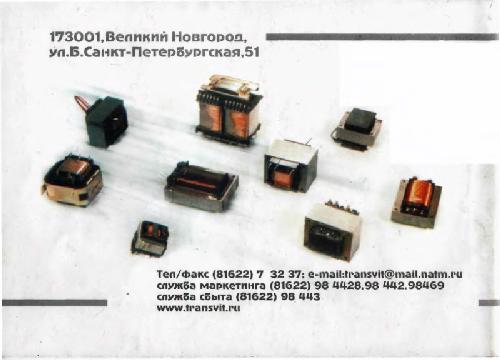 173001,Великий Новгород,
ул.Б.Санкт-Петербургская,51
Тел/Факс (81622) 7 32 37: e-mail:transvit@mail.natm.ru
служба маркетинга (81622) 98 4428,98 442,98469
служба сбыта (81622) 98 443
www.transvit.ru